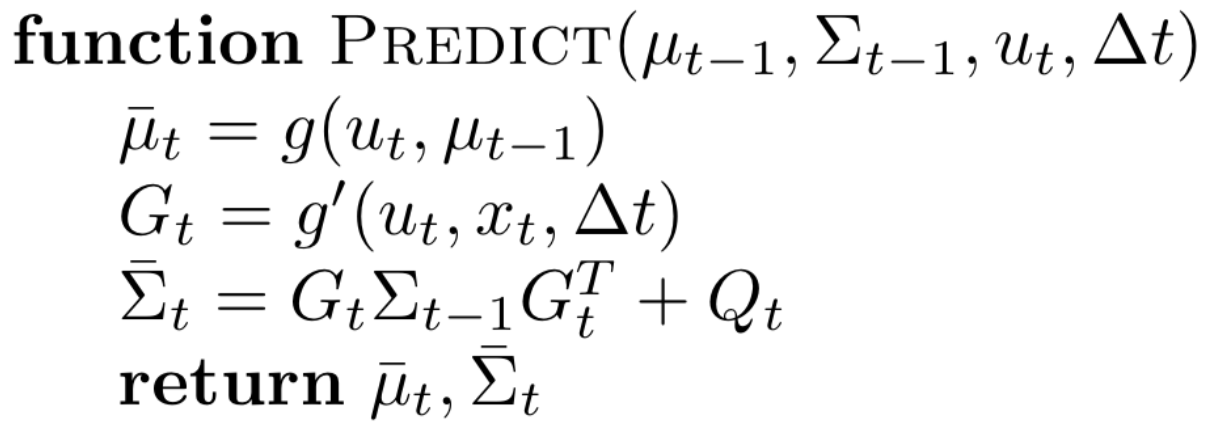 function PREDICT(μ_{t−1}, Σ_{t−1}, u_t, Δt)
μ̄_t = g(u_t, μ_{t−1})
G_t = g′(u_t, x_t, Δt)
Σ̄_t = G_t Σ_{t−1} G_t^T + Q_t
return μ̄_t, Σ̄_t